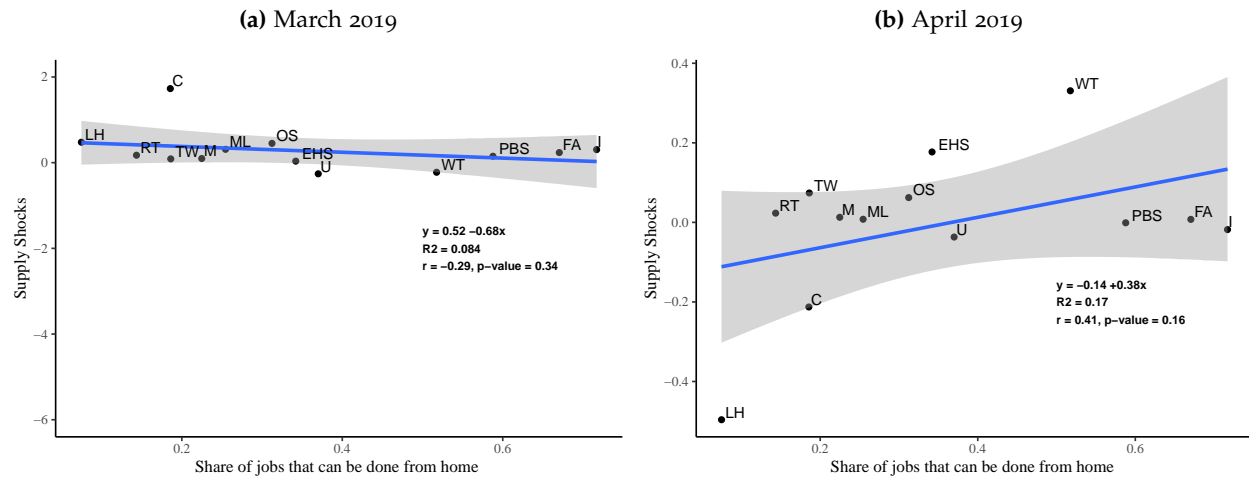 (a) March 2019
Supply Shocks
2
0
−2
−4
−6
C
LH
RT
TW
M
ML
OS
EHS
U
WT
PBS
FA
I
y = 0.52 −0.68x
R2 = 0.084
r = −0.29, p−value = 0.34
0.2
0.4
0.6
Share of jobs that can be done from home
(b) April 2019
Supply Shocks
0.4
0.2
0.0
−0.2
−0.4
WT
EHS
TW
OS
RT
M
ML
U
PBS
FA
I
C
LH
y = −0.14 +0.38x
R2 = 0.17
r = 0.41, p−value = 0.16
0.2
0.4
0.6
Share of jobs that can be done from home